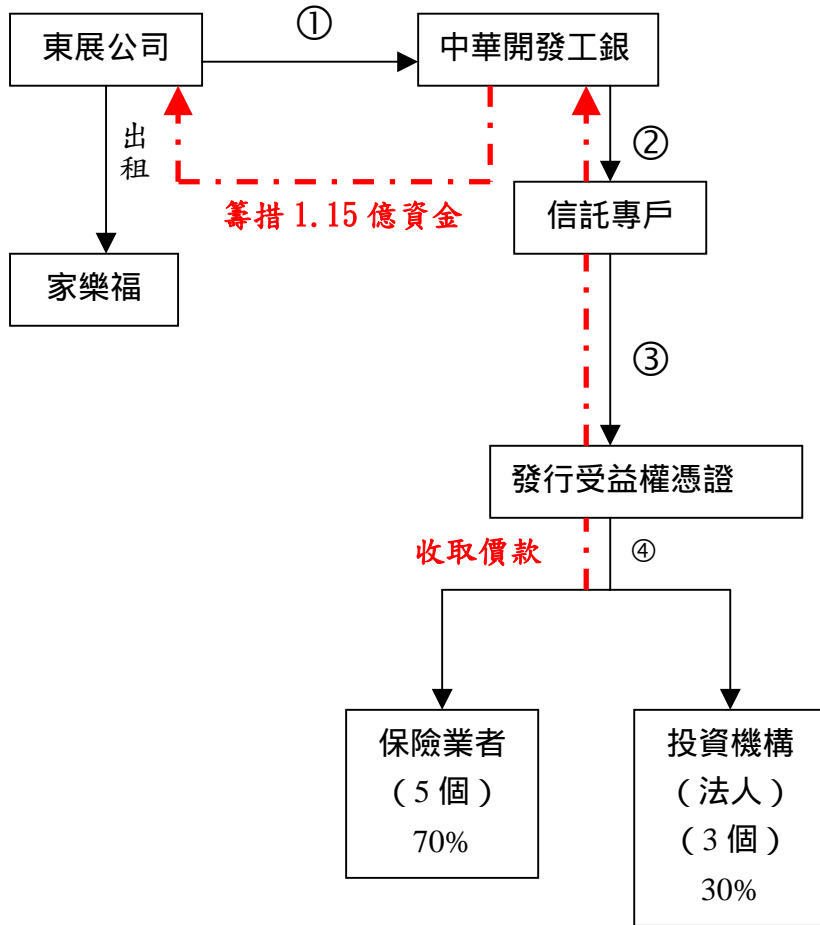 東展公司
①
中華開發工銀
出租
②
籌措 1.15 億資金
信託專戶
家樂福
③
發行受益權憑證
收取價款
④
保險業者
（5 個）
70%
投資機構
（法人）
（3 個）
30%